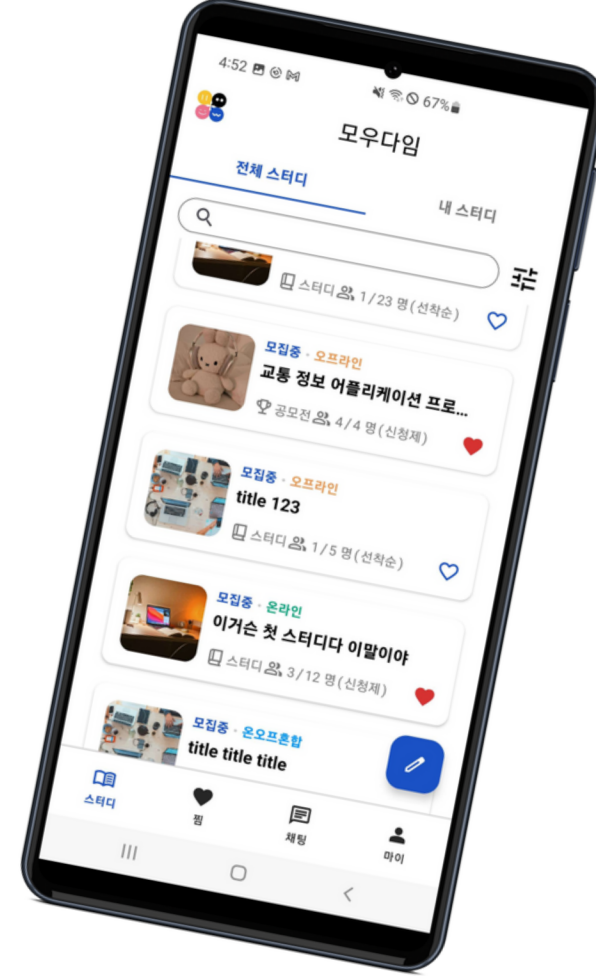 4:52 67%
모우다임
전체 스터디 내 스터디
스터디 1/23 명(선착순)
모집중 · 오프라인
교통 정보 어플리케이션 프로...
공모전 4/4 명(신청제)
모집중 · 오프라인
title 123
스터디 1/5 명(선착순)
모집중 · 온라인
이거슨 첫 스터디다 이말이야
스터디 3/12 명(신청제)
모집중 · 온오프혼합
title title title
스터디 찜 채팅 마이